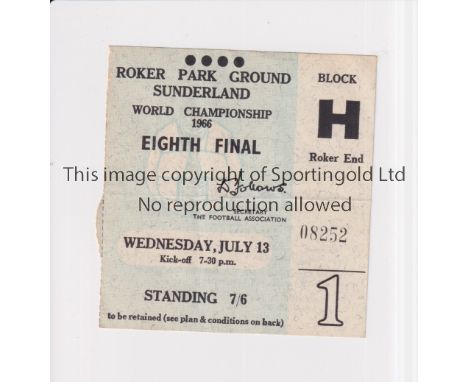 ROKER PARK GROUND
SUNDERLAND
WORLD CHAMPIONSHIP
1966
EIGHTH FINAL
BLOCK
H
Roker End
This image copyright of Sportingold Ltd
No reproduction allowed
D Follows.
SECRETARY
THE FOOTBALL ASSOCIATION
08252
WEDNESDAY, JULY 13
Kick-off 7-30 p.m.
STANDING 7/6
1
to be retained (see plan & conditions on back)